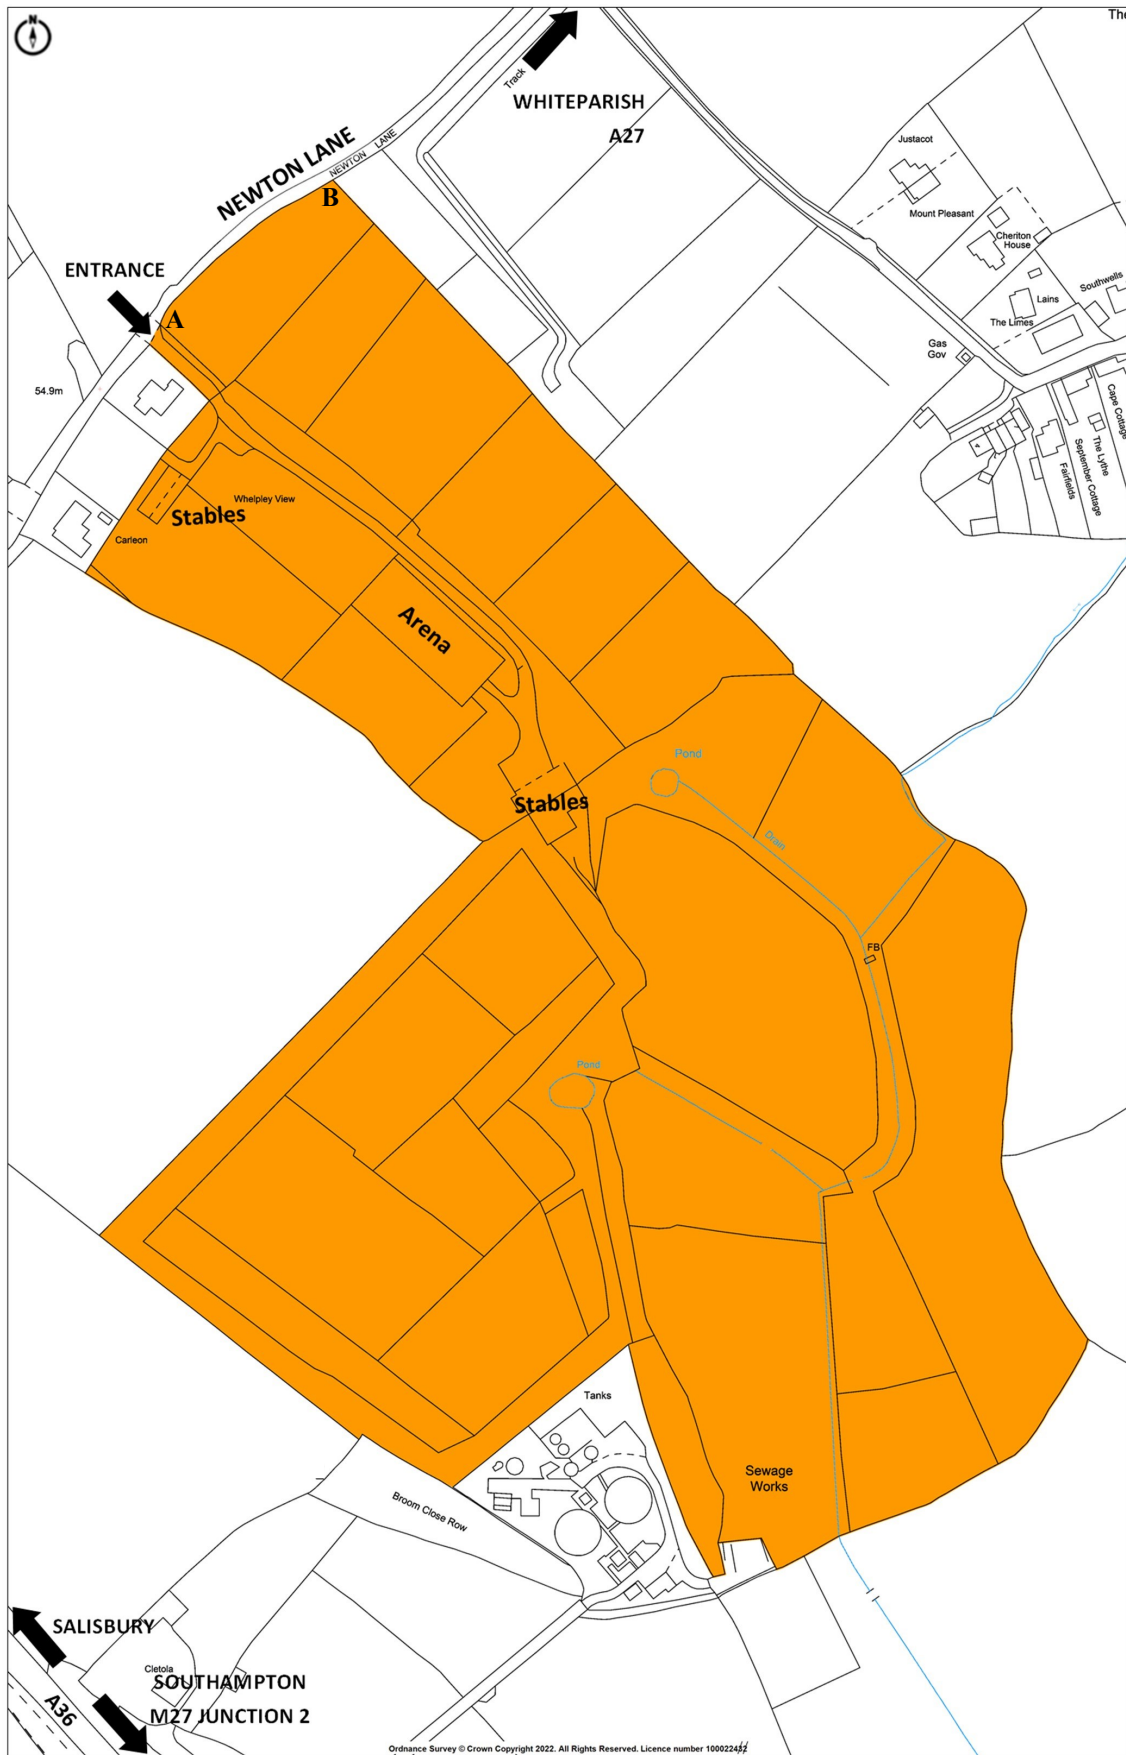 The
Track
WHITEPARISH
A27
NEWTON LANE
NEWTON LANE
B
Justacot
Mount Pleasant
Cheriton
House
Southwells
Lains
The Limes
ENTRANCE
A
Gas
Gov
54.9m
Cape Cottage
The Lythe
September Cottage
Fairfields
4
Whelpley View
Stables
Carleon
Arena
Pond
Stables
Drain
FB
Pond
Tanks
Sewage
Works
Broom Close Row
SALISBURY
Cletola
SOUTHAMPTON
M27 JUNCTION 2
A36
Ordnance Survey © Crown Copyright 2022. All Rights Reserved. Licence number 100022432